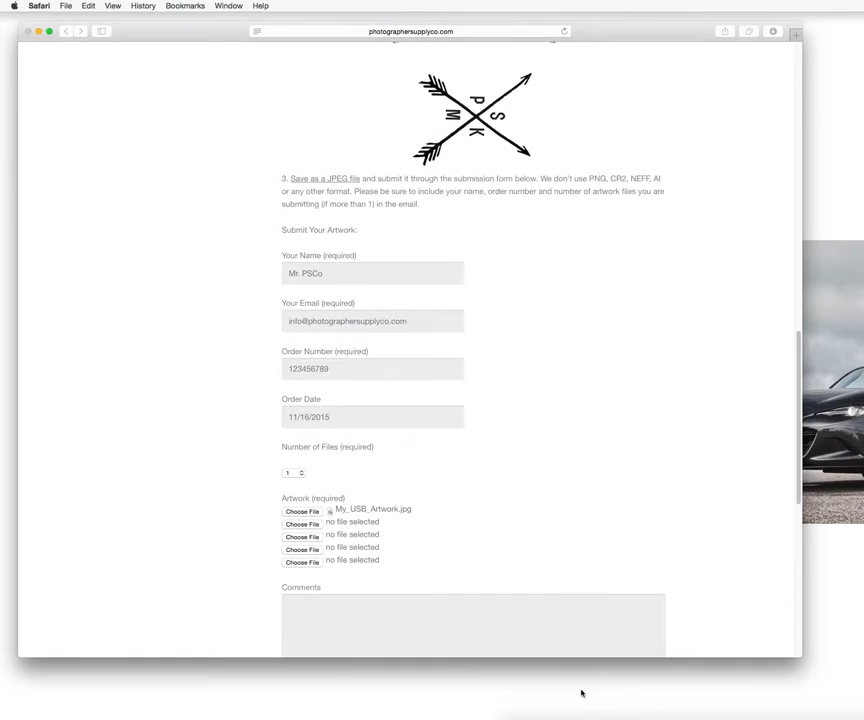 Safari File Edit View History Bookmarks Window Help
photographersupplyco.com
P
M S
K
3. Save as a JPEG file and submit it through the submission form below. We don't use PNG, CR2, NEFF, AI
or any other format. Please be sure to include your name, order number and number of artwork files you are
submitting (if more than 1) in the email.
Submit Your Artwork:
Your Name (required)
Mr. PSCo
Your Email (required)
info@photographersupplyco.com
Order Number (required)
123456789
Order Date
11/16/2015
Number of Files (required)
1
Artwork (required)
Choose File My_USB_Artwork.jpg
Choose File no file selected
Choose File no file selected
Choose File no file selected
Choose File no file selected
Comments